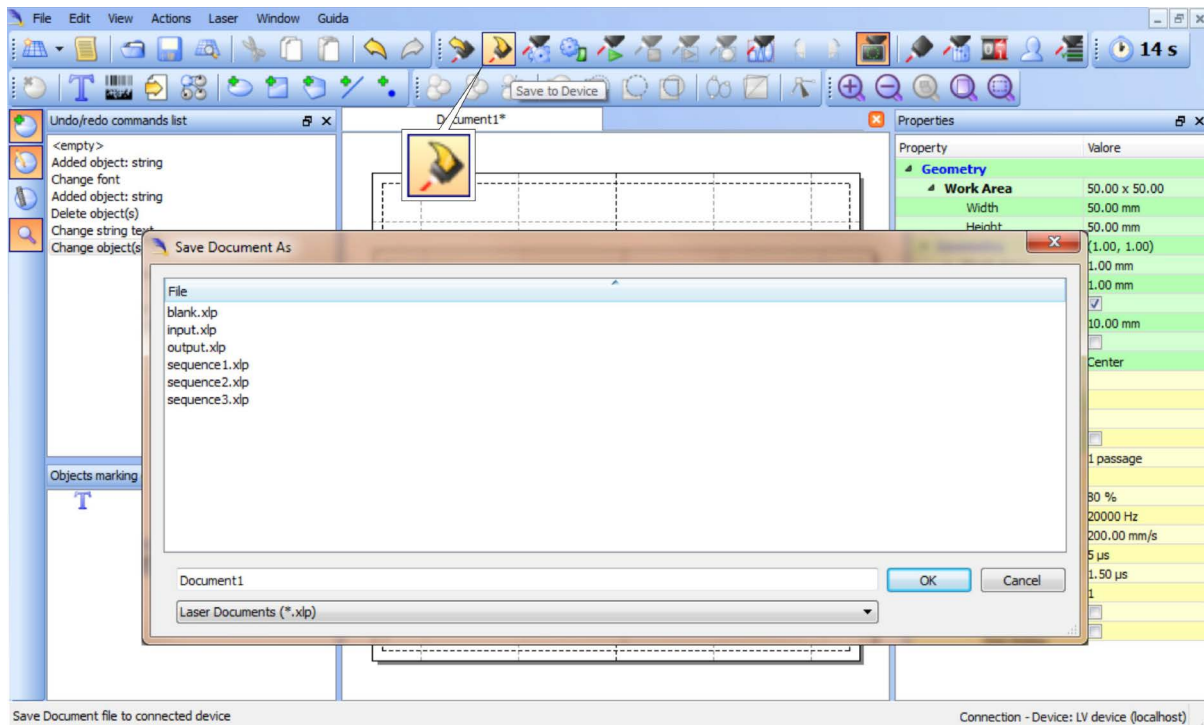 File Edit View Actions Laser Window Guida
14 s
Save to Device
Undo/redo commands list
Document1*
Properties
<empty>
Added object: string
Change font
Added object: string
Delete object(s)
Change string text
Change object(s
Property Valore
Geometry
Work Area 50.00 x 50.00
Width 50.00 mm
Height 50.00 mm
(1.00, 1.00)
1.00 mm
1.00 mm
10.00 mm
Center
1 passage
80 %
20000 Hz
200.00 mm/s
5 µs
1.50 µs
1
Save Document As
File
blank.xlp
input.xlp
output.xlp
sequence1.xlp
sequence2.xlp
sequence3.xlp
Document1
OK Cancel
Laser Documents (*.xlp)
Objects marking
T
Save Document file to connected device
Connection - Device: LV device (localhost)